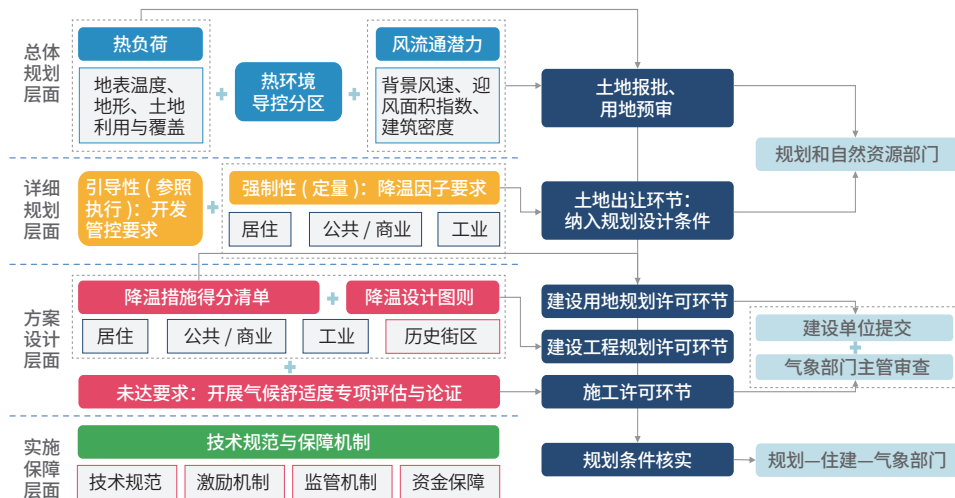 总体
规划
层面
热负荷
地表温度、
地形、土地
利用与覆盖
+
热环境
导控分区
+
风流通潜力
背景风速、迎
风面积指数、
建筑密度
土地报批、
用地预审
规划和自然资源部门
详细
规划
层面
引导性 ( 参照
执行 )：开发
管控要求
+
强制性 ( 定量 )：降温因子要求
居住
公共 / 商业
工业
土地出让环节：
纳入规划设计条件
方案
设计
层面
降温措施得分清单
+
降温设计图则
居住
公共 / 商业
工业
历史街区
+
未达要求：开展气候舒适度专项评估与论证
建设用地规划许可环节
建设工程规划许可环节
施工许可环节
建设单位提交
+
气象部门主管审查
实施
保障
层面
技术规范与保障机制
技术规范
激励机制
监管机制
资金保障
规划条件核实
规划—住建—气象部门